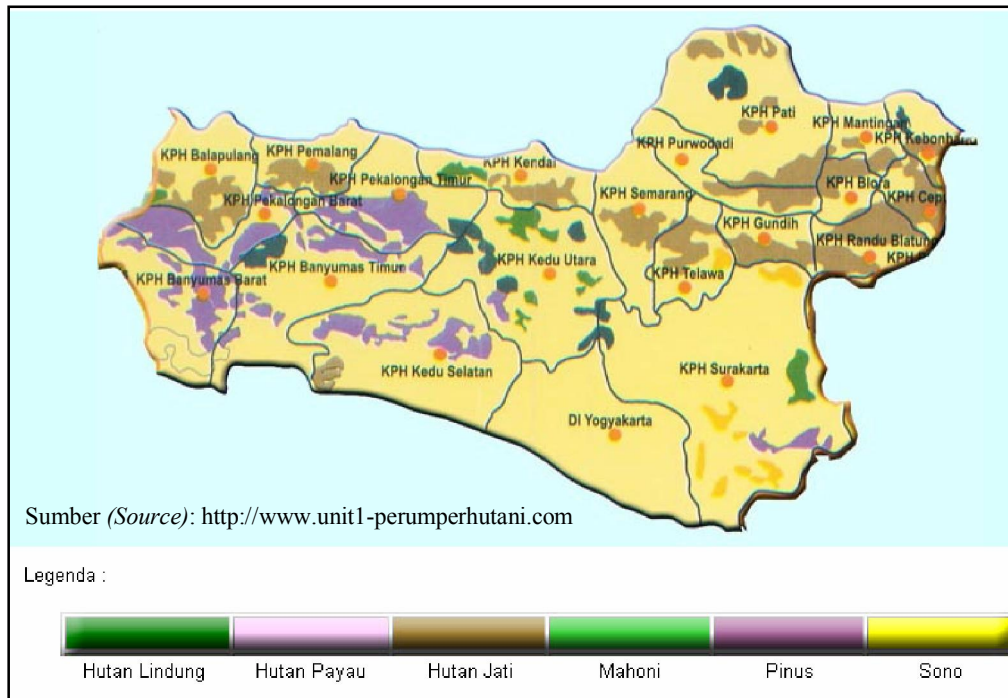 KPH Pati
KPH Mantingan
KPH Purwodadi
KPH Balapulang
KPH Pemalang
KPH Kendal
KPH Pekalongan Timur
KPH Blora
KPH Semarang
KPH Pekalongan Barat
KPH Gundih
KPH Randu Blatung
KPH Banyumas Barat
KPH Banyumas Timur
KPH Kedu Utara
KPH Telawa
KPH Kedu Selatan
KPH Surakarta
DI Yogyakarta
Sumber (Source): http://www.unit1-perumperhutani.com
Legenda :
Hutan Lindung Hutan Payau Hutan Jati Mahoni Pinus Sono